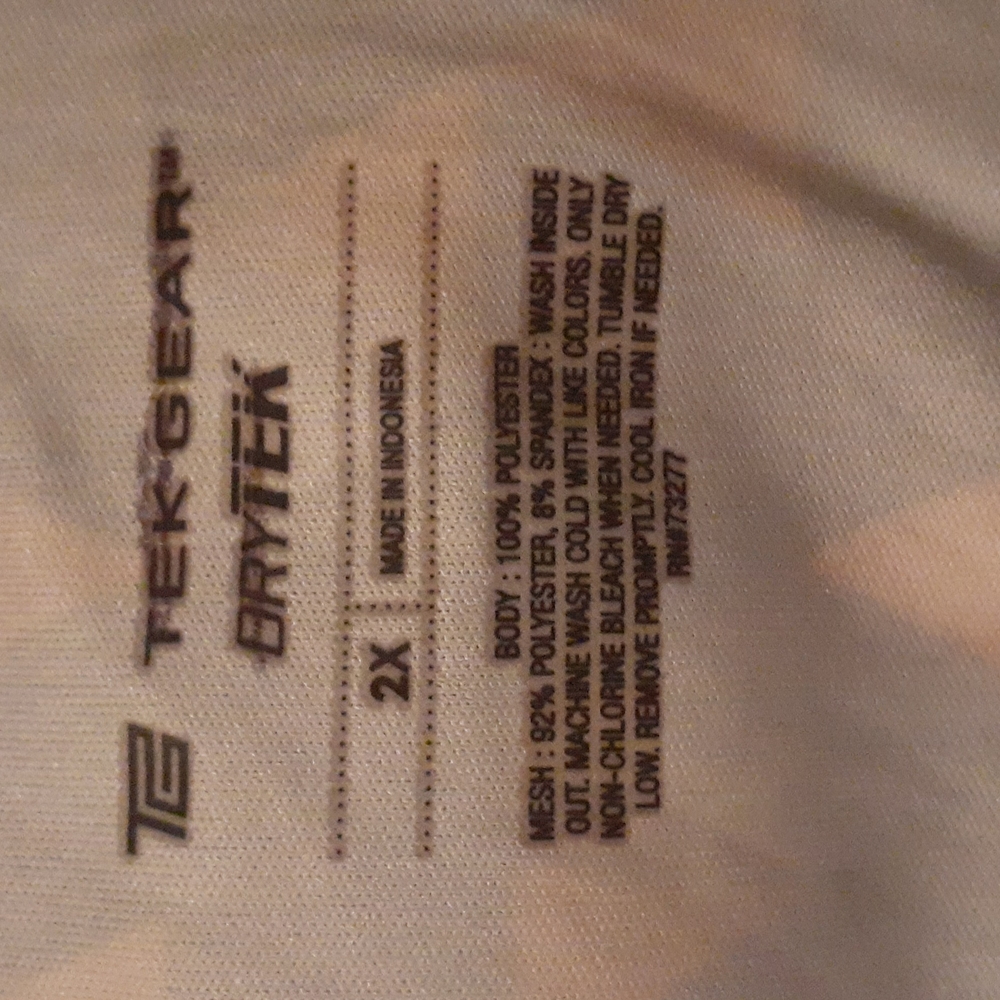 TG TEK GEAR™
DRYTEK
2X MADE IN INDONESIA
BODY : 100% POLYESTER
MESH : 92% POLYESTER, 8% SPANDEX : WASH INSIDE
OUT. MACHINE WASH COLD WITH LIKE COLORS. ONLY
NON-CHLORINE BLEACH WHEN NEEDED. TUMBLE DRY
LOW. REMOVE PROMPTLY. COOL IRON IF NEEDED.
RN#73277